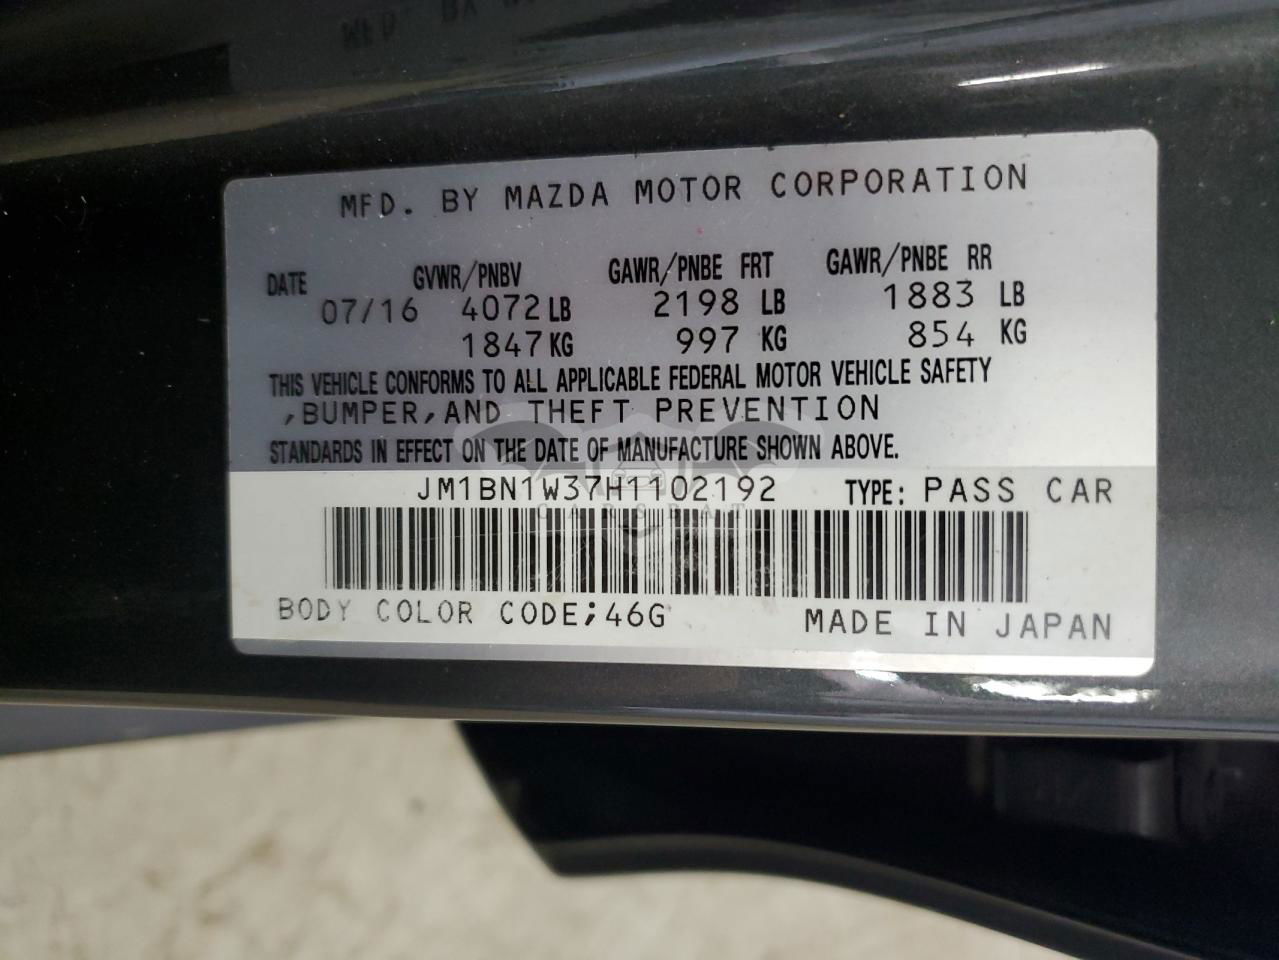 MFD. BY MAZDA MOTOR CORPORATION
DATE GVWR/PNBV GAWR/PNBE FRT GAWR/PNBE RR
07/16 4072 LB 2198 LB 1883 LB
1847 KG 997 KG 854 KG
THIS VEHICLE CONFORMS TO ALL APPLICABLE FEDERAL MOTOR VEHICLE SAFETY
,BUMPER,AND THEFT PREVENTION
STANDARDS IN EFFECT ON THE DATE OF MANUFACTURE SHOWN ABOVE.
JM1BN1W37H1102192 TYPE: PASS CAR
CARSBAT
BODY COLOR CODE;46G MADE IN JAPAN